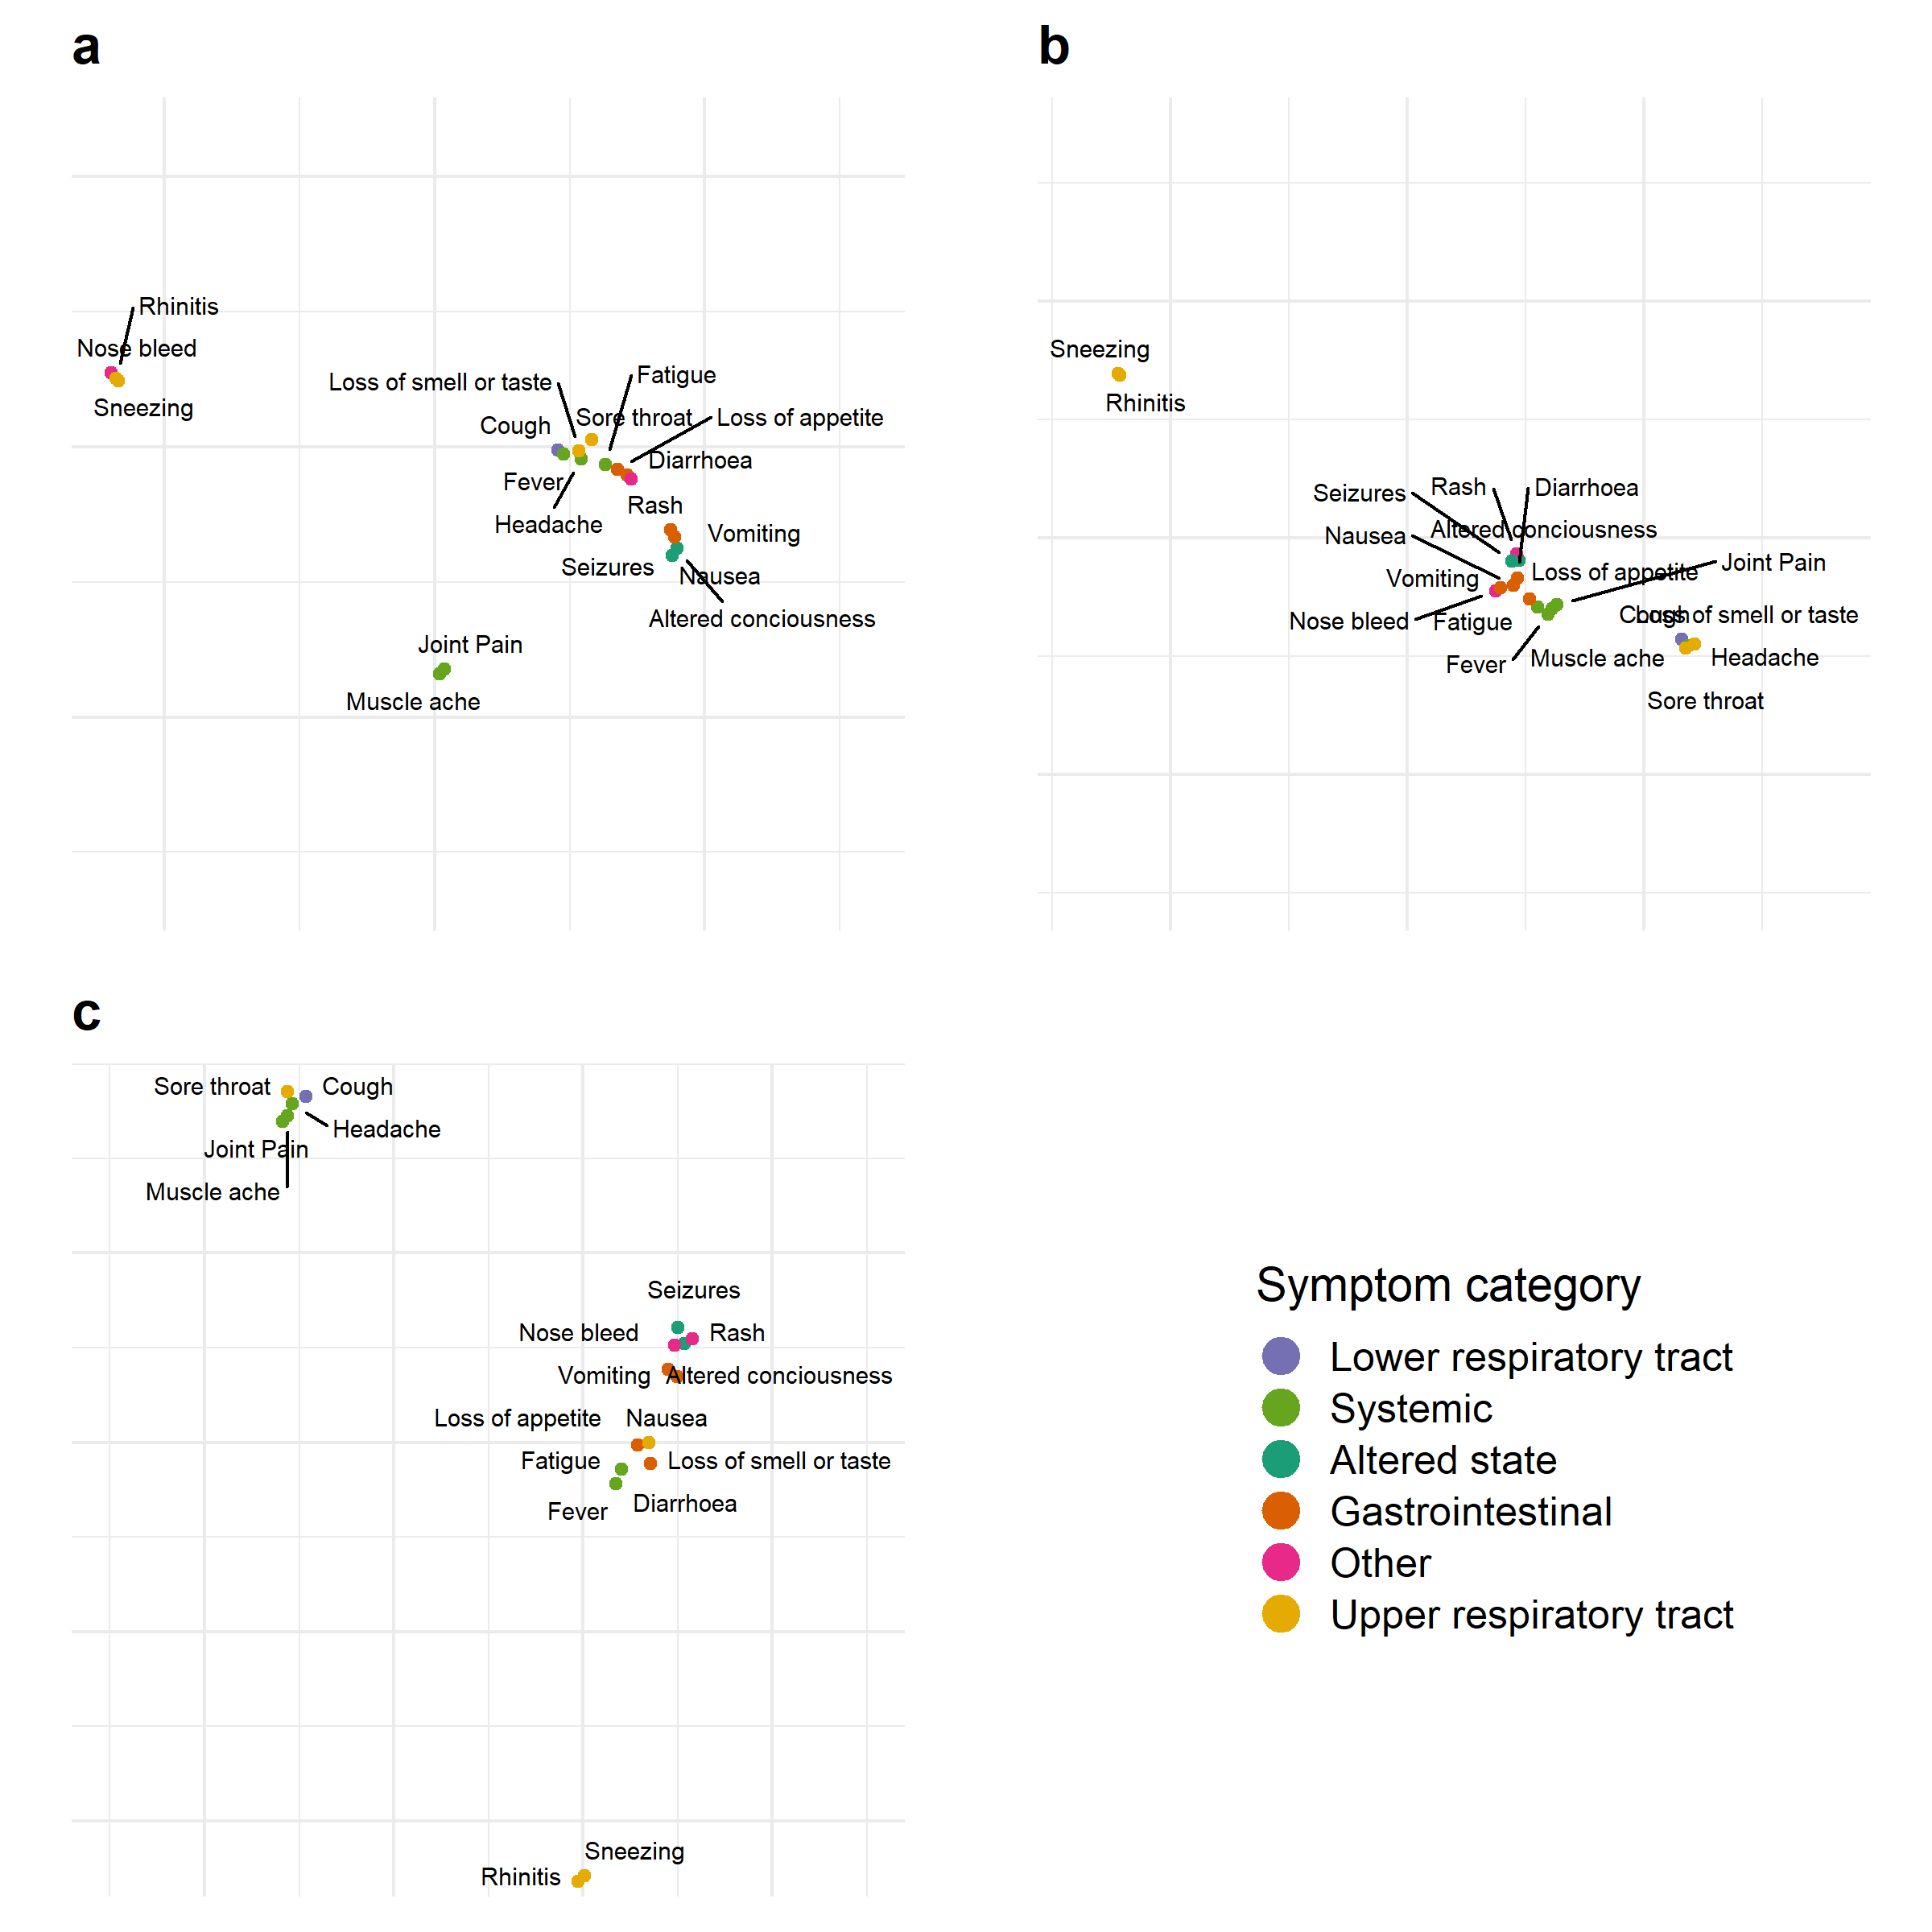 a
Rhinitis
Nose bleed
Sneezing
Loss of smell or taste
Fatigue
Cough
Sore throat
Loss of appetite
Diarrhoea
Fever
Rash
Headache
Vomiting
Seizures
Nausea
Altered conciousness
Joint Pain
Muscle ache
b
Sneezing
Rhinitis
Seizures
Rash
Diarrhoea
Nausea
Altered conciousness
Vomiting
Loss of appetite
Joint Pain
Nose bleed
Fatigue
Cough
Loss of smell or taste
Fever
Muscle ache
Headache
Sore throat
c
Sore throat
Cough
Headache
Joint Pain
Muscle ache
Seizures
Nose bleed
Rash
Vomiting
Altered conciousness
Loss of appetite
Nausea
Fatigue
Loss of smell or taste
Fever
Diarrhoea
Sneezing
Rhinitis
Symptom category
Lower respiratory tract
Systemic
Altered state
Gastrointestinal
Other
Upper respiratory tract